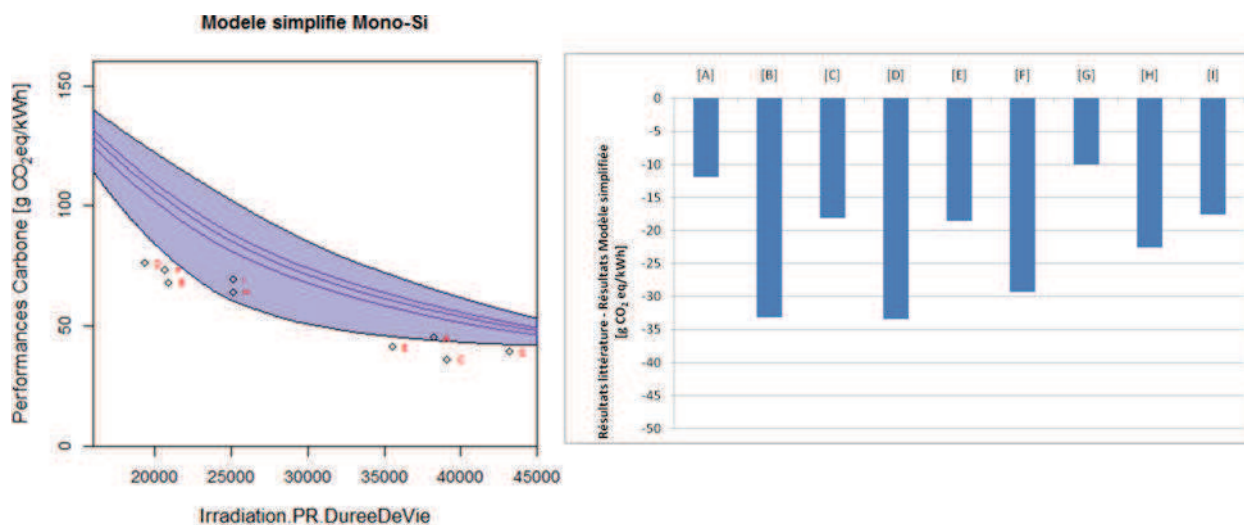 Modele simplifie Mono-Si
Performances Carbone [g CO2eq/kWh]
150
100
50
0
20000 25000 30000 35000 40000 45000
Irradiation.PR.DureeDeVie
[A] [B] [C] [D] [E] [F] [G] [H] [I]
Résultats littérature - Résultats Modèle simplifiée
[g CO2 eq/kWh]
0
-5
-10
-15
-20
-25
-30
-35
-40
-45
-50